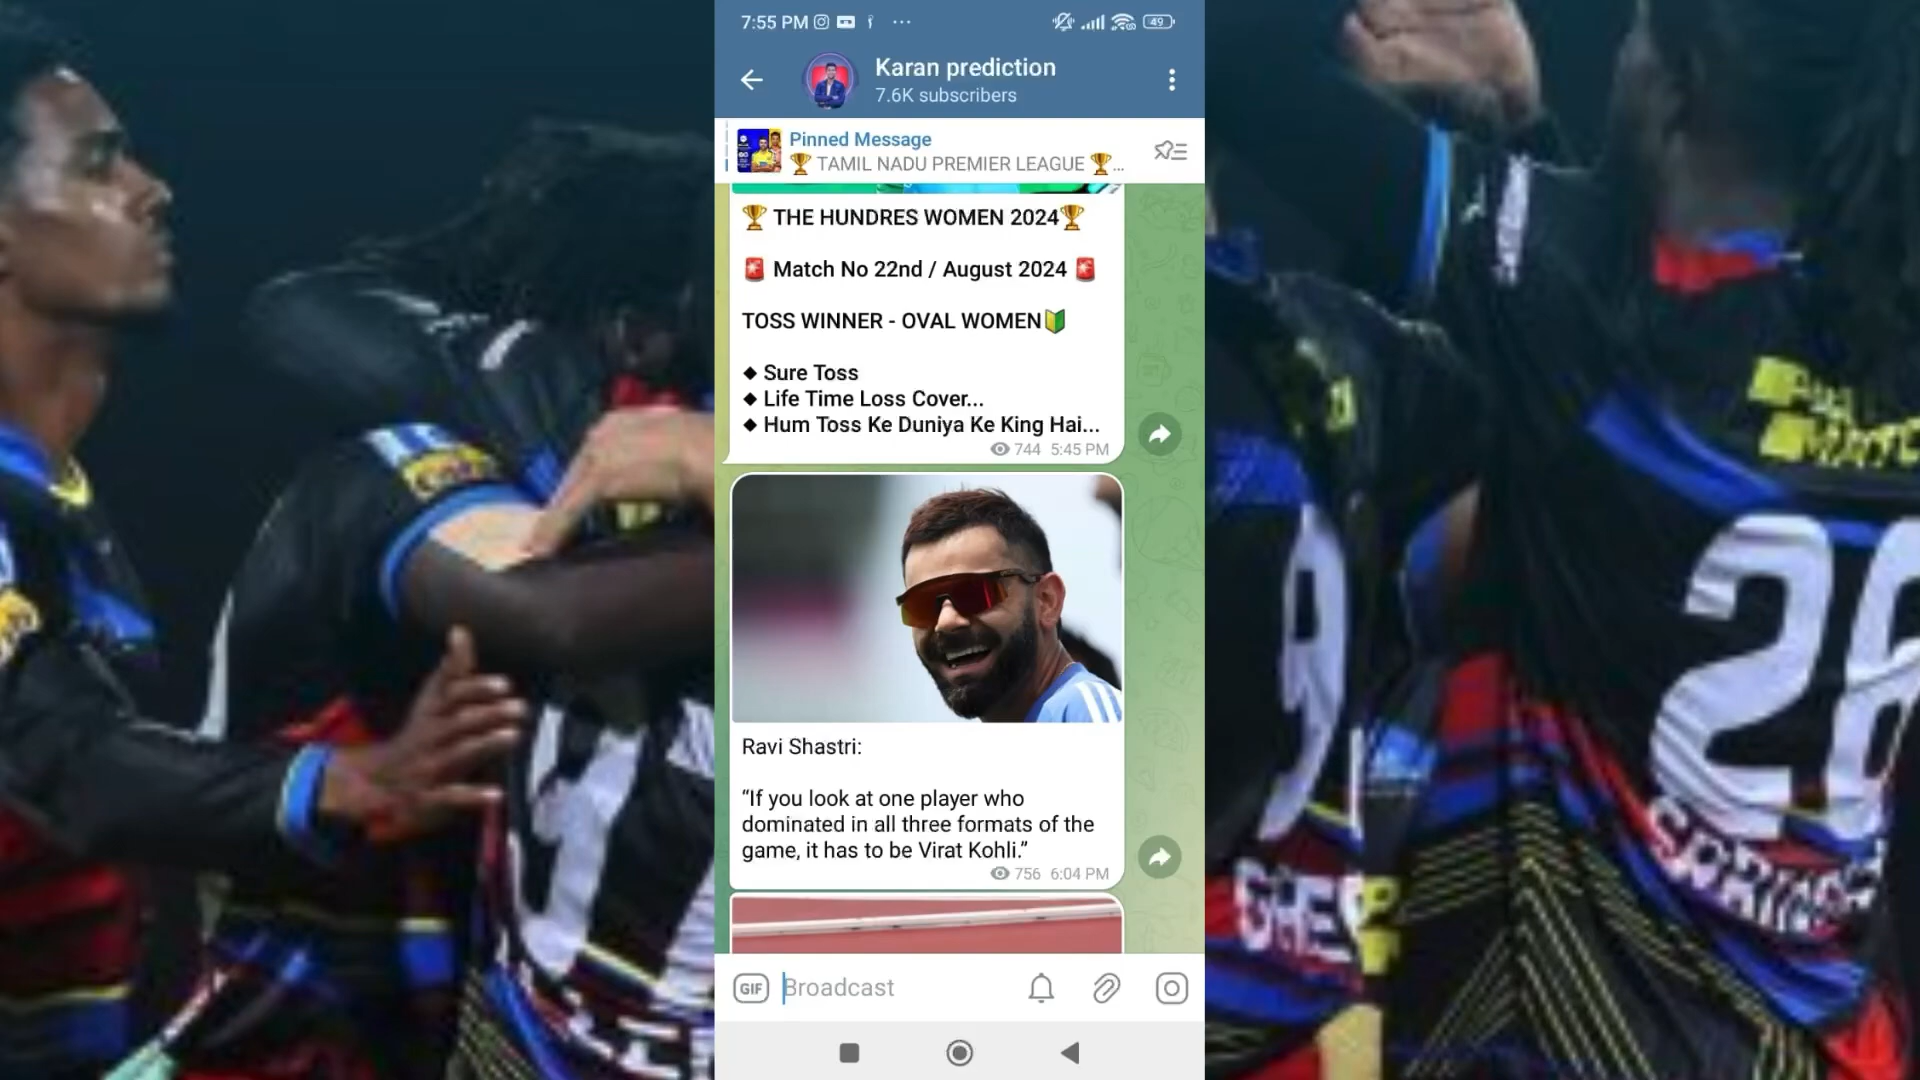 7:55 PM
49
Karan prediction
7.6K subscribers
Pinned Message
🏆 TAMIL NADU PREMIER LEAGUE 🏆...
🏆 THE HUNDRES WOMEN 2024🏆
🚨 Match No 22nd / August 2024 🚨
TOSS WINNER - OVAL WOMEN🔰
◆ Sure Toss
◆ Life Time Loss Cover...
◆ Hum Toss Ke Duniya Ke King Hai...
744 5:45 PM
Ravi Shastri:
“If you look at one player who
dominated in all three formats of the
game, it has to be Virat Kohli.”
756 6:04 PM
GIF
Broadcast
9
26